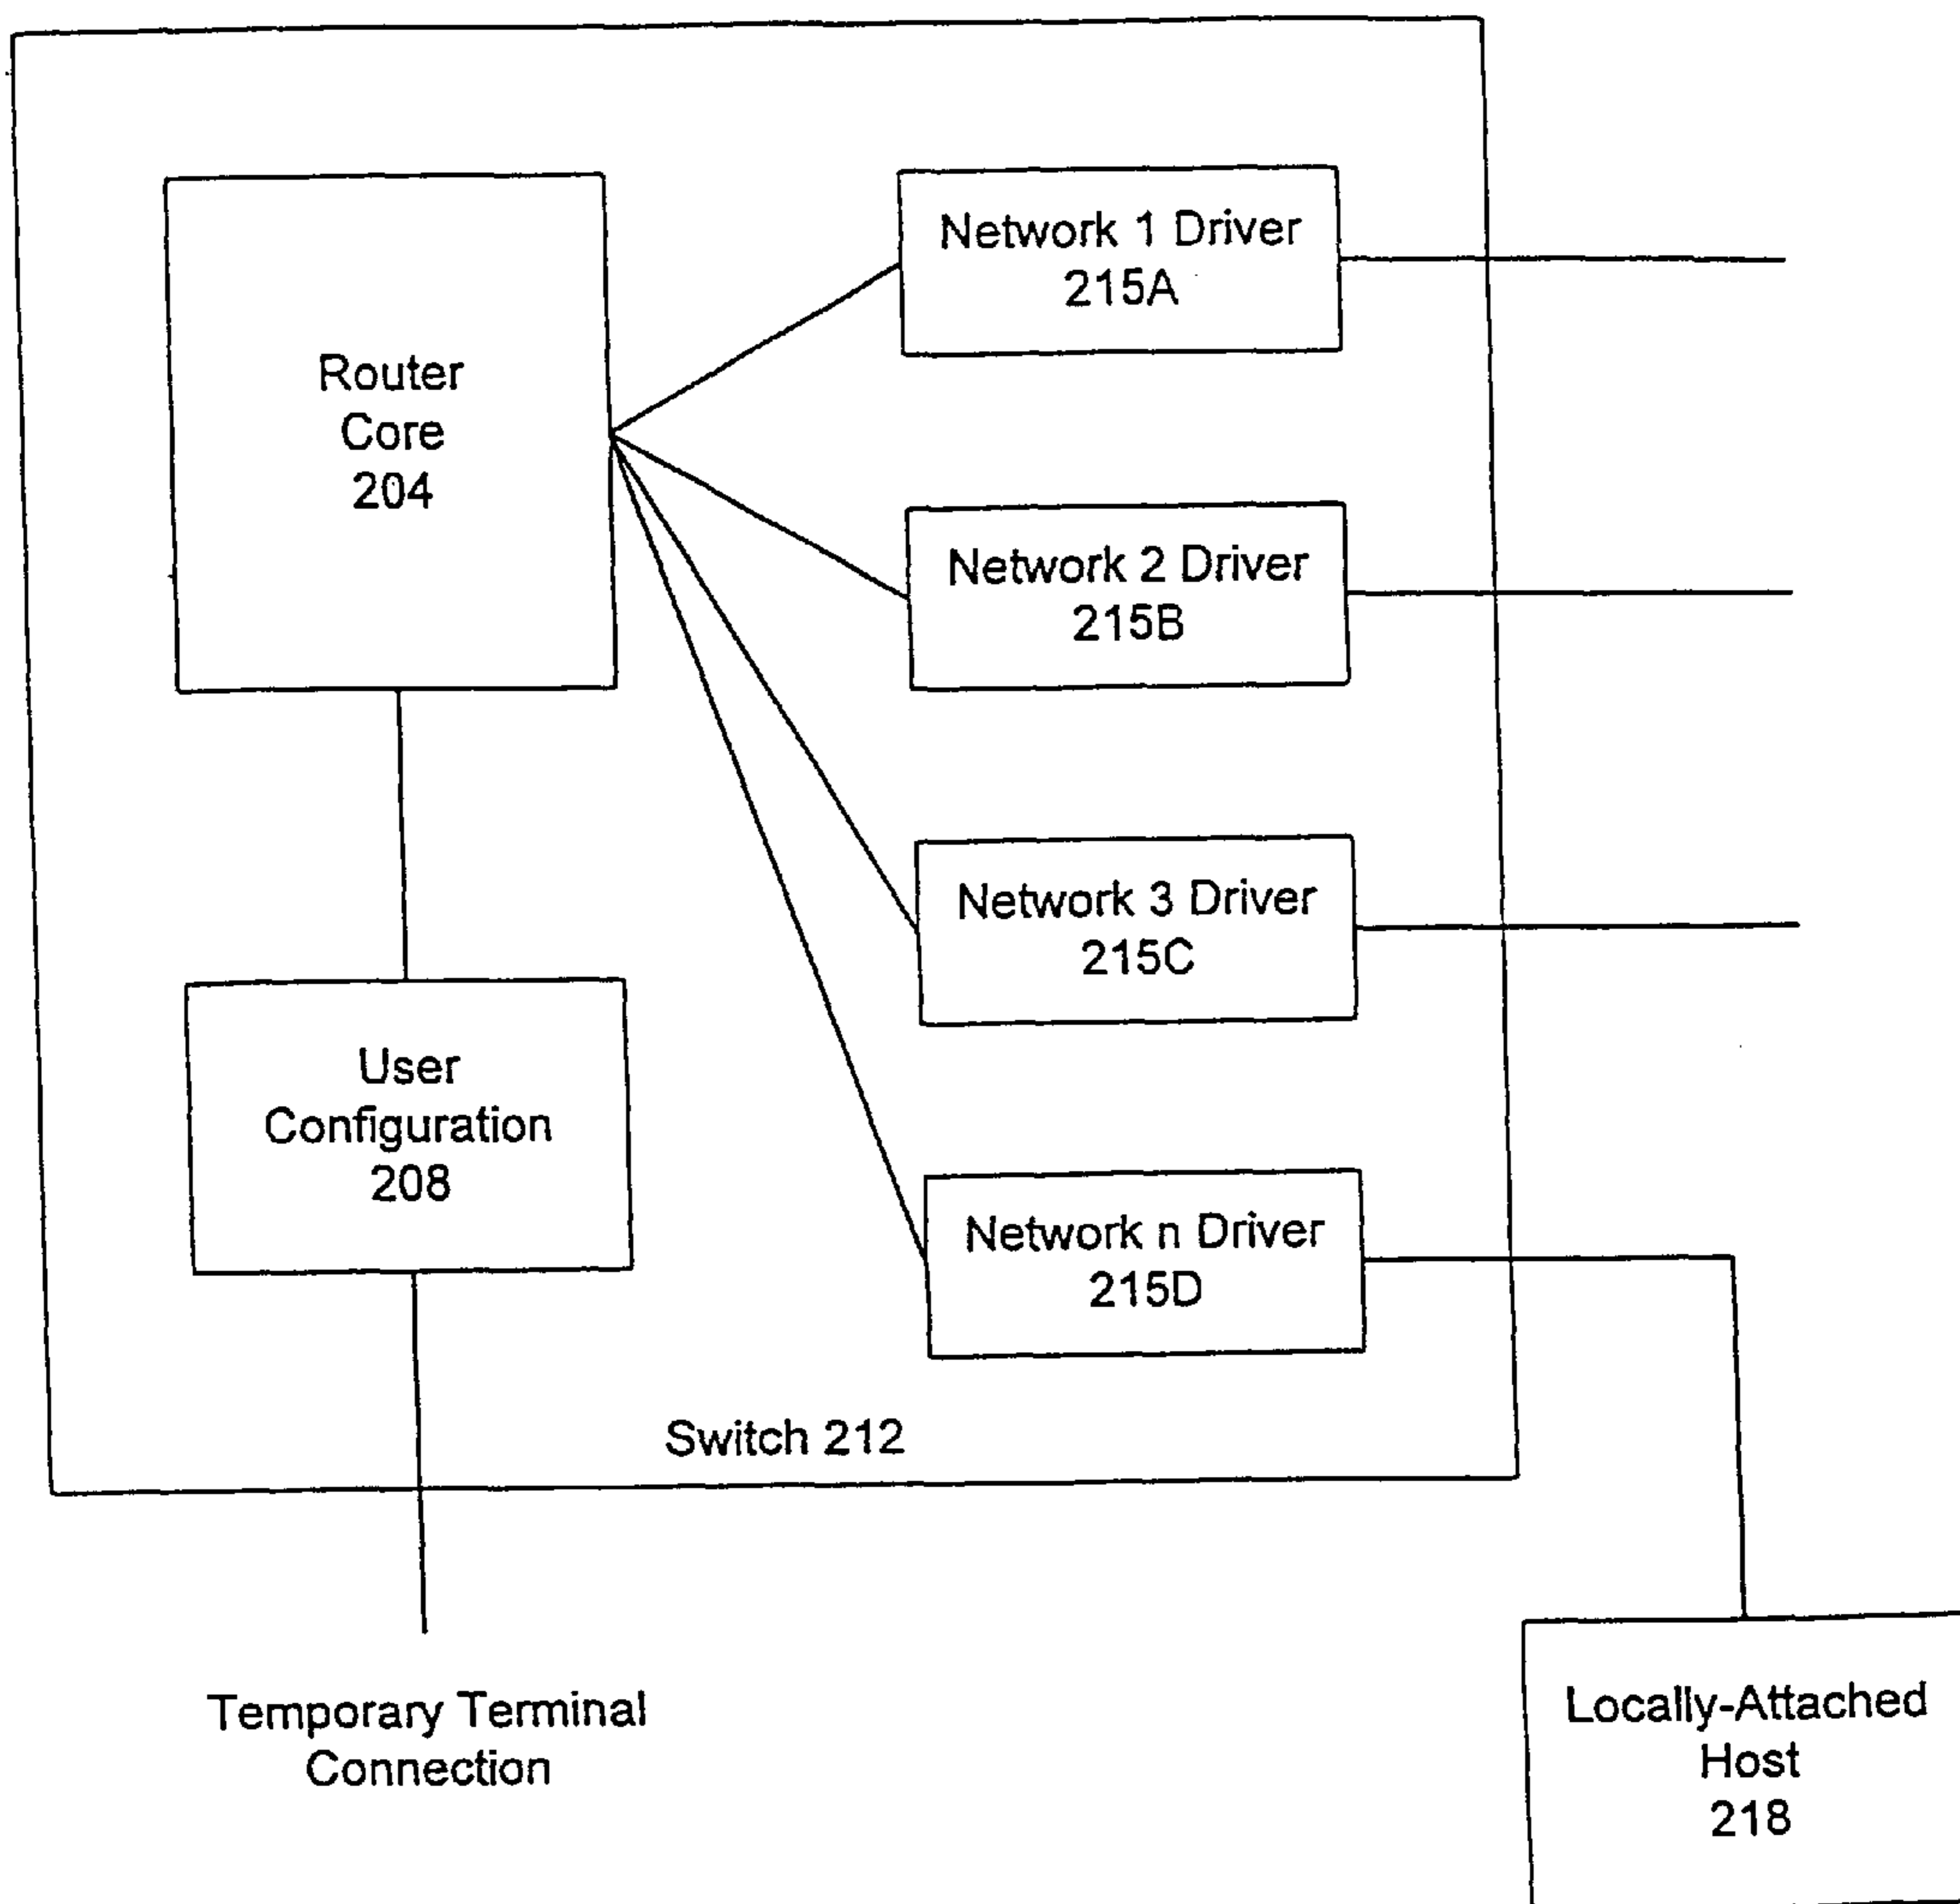 Router
Core
204
Network 1 Driver
215A
Network 2 Driver
215B
Network 3 Driver
215C
User
Configuration
208
Network n Driver
215D
Switch 212
Temporary Terminal
Connection
Locally-Attached
Host
218